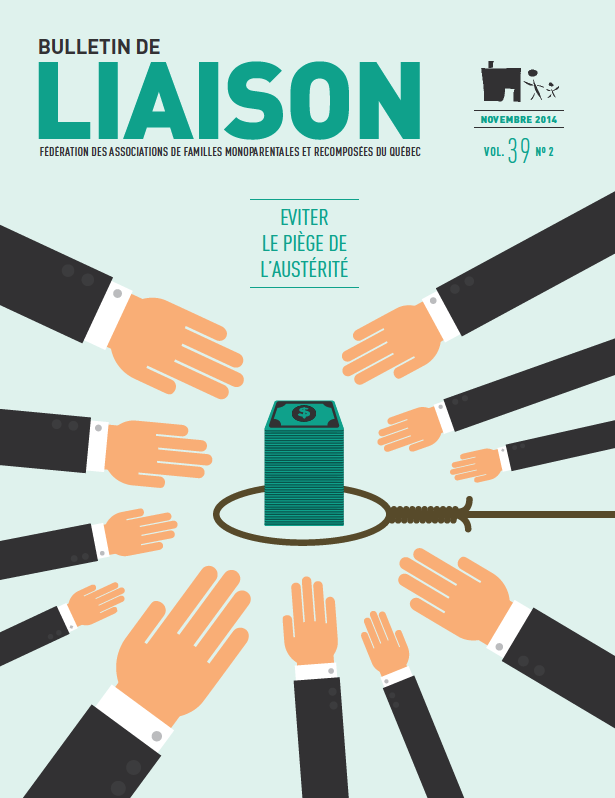 BULLETIN DE
LIAISON
FÉDÉRATION DES ASSOCIATIONS DE FAMILLES MONOPARENTALES ET RECOMPOSÉES DU QUÉBEC
NOVEMBRE 2014
VOL. 39 Nº 2
EVITER
LE PIÈGE DE
L'AUSTÉRITÉ
$